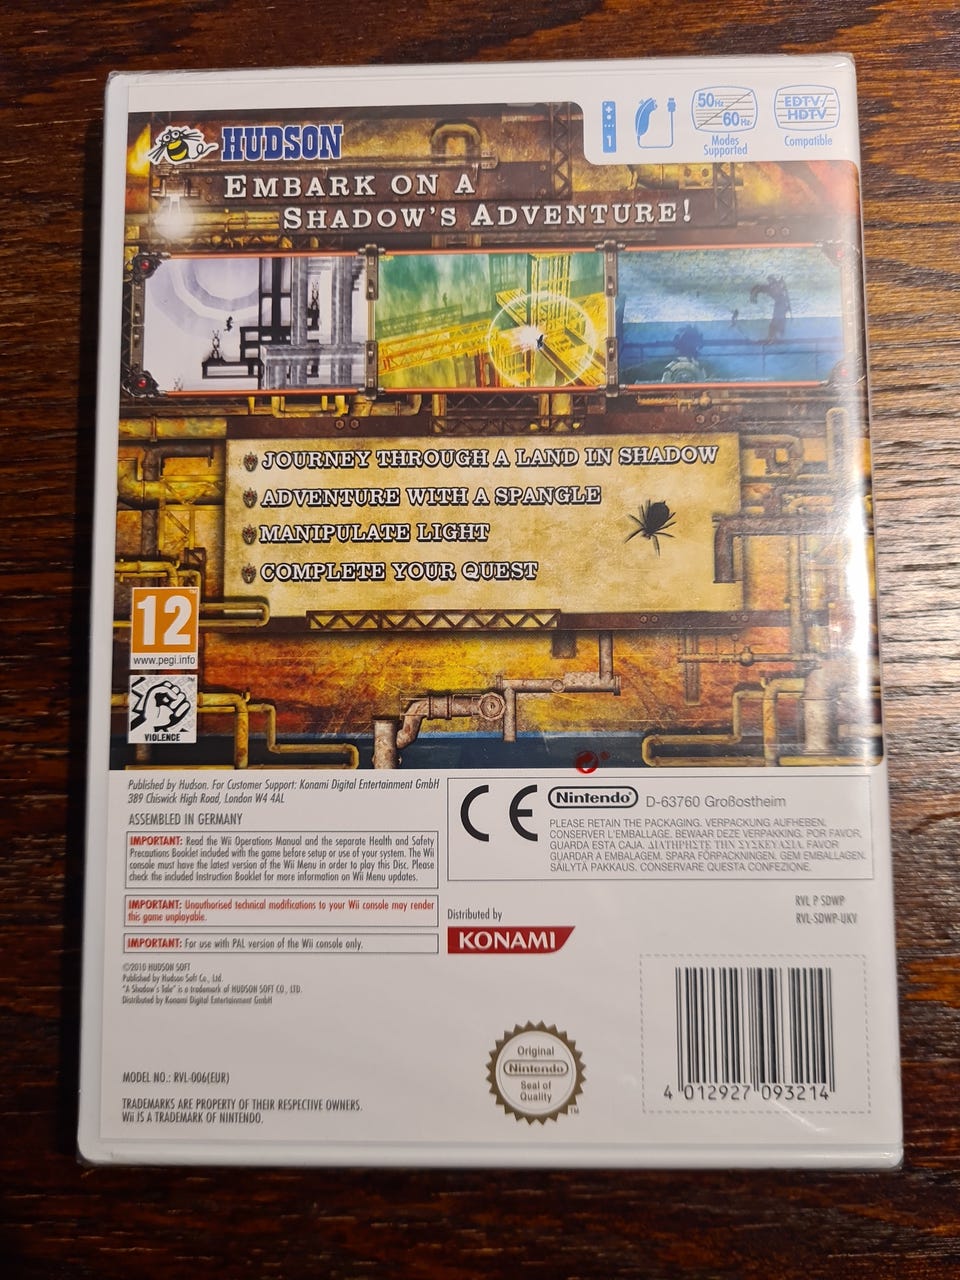 HUDSON
1
50Hz
60Hz
Modes
Supported
EDTV/
HDTV
Compatible
EMBARK ON A
SHADOW'S ADVENTURE!
JOURNEY THROUGH A LAND IN SHADOW
ADVENTURE WITH A SPANGLE
MANIPULATE LIGHT
COMPLETE YOUR QUEST
12
www.pegi.info
VIOLENCE
Published by Hudson. For Customer Support: Konami Digital Entertainment GmbH
389 Chiswick High Road, London W4 4AL
ASSEMBLED IN GERMANY
IMPORTANT: Read the Wii Operations Manual and the separate Health and Safety
Precautions Booklet included with the game before setup or use of your system. The Wii
console must have the latest version of the Wii Menu in order to play this Disc. Please
check the included Instruction Booklet for more information on Wii Menu updates.
IMPORTANT: Unauthorised technical modifications to your Wii console may render
this game unplayable.
IMPORTANT: For use with PAL version of the Wii console only.
©2010 HUDSON SOFT
Published by Hudson Soft Co., Ltd.
"A Shadow's Tale" is a trademark of HUDSON SOFT CO., LTD.
Distributed by Konami Digital Entertainment GmbH
MODEL NO.: RVL-006(EUR)
TRADEMARKS ARE PROPERTY OF THEIR RESPECTIVE OWNERS.
Wii IS A TRADEMARK OF NINTENDO.
CE
Nintendo® D-63760 Großostheim
PLEASE RETAIN THE PACKAGING. VERPACKUNG AUFHEBEN.
CONSERVER L'EMBALLAGE. BEWAAR DEZE VERPAKKING. POR FAVOR,
GUARDA ESTA CAJA. ΔΙΑΤΗΡΗΣΤΕ ΤΗΝ ΣΥΣΚΕΥΑΣΙΑ. FAVOR
GUARDAR A EMBALAGEM. SPARA FÖRPACKNINGEN. GEM EMBALLAGEN.
SÄILYTÄ PAKKAUS. CONSERVARE QUESTA CONFEZIONE.
RVL P SDWP
RVL-SDWP-UKV
Distributed by
KONAMI
Original
Nintendo
Seal of
Quality
TM
4 012927 093214